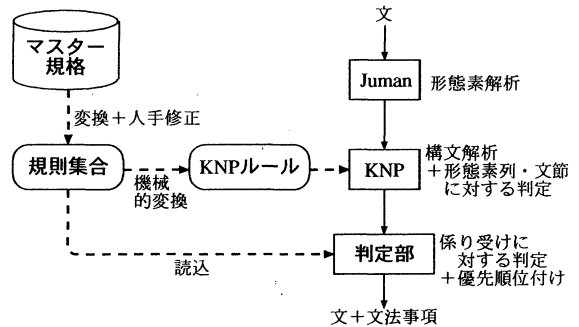 文
マスター
規格
Juman
形態素解析
変換＋人手修正
規則集合
機械
的変換
KNPルール
KNP
構文解析
＋形態素列・文節
に対する判定
読込
判定部
係り受けに
対する判定
＋優先順位付け
文＋文法事項